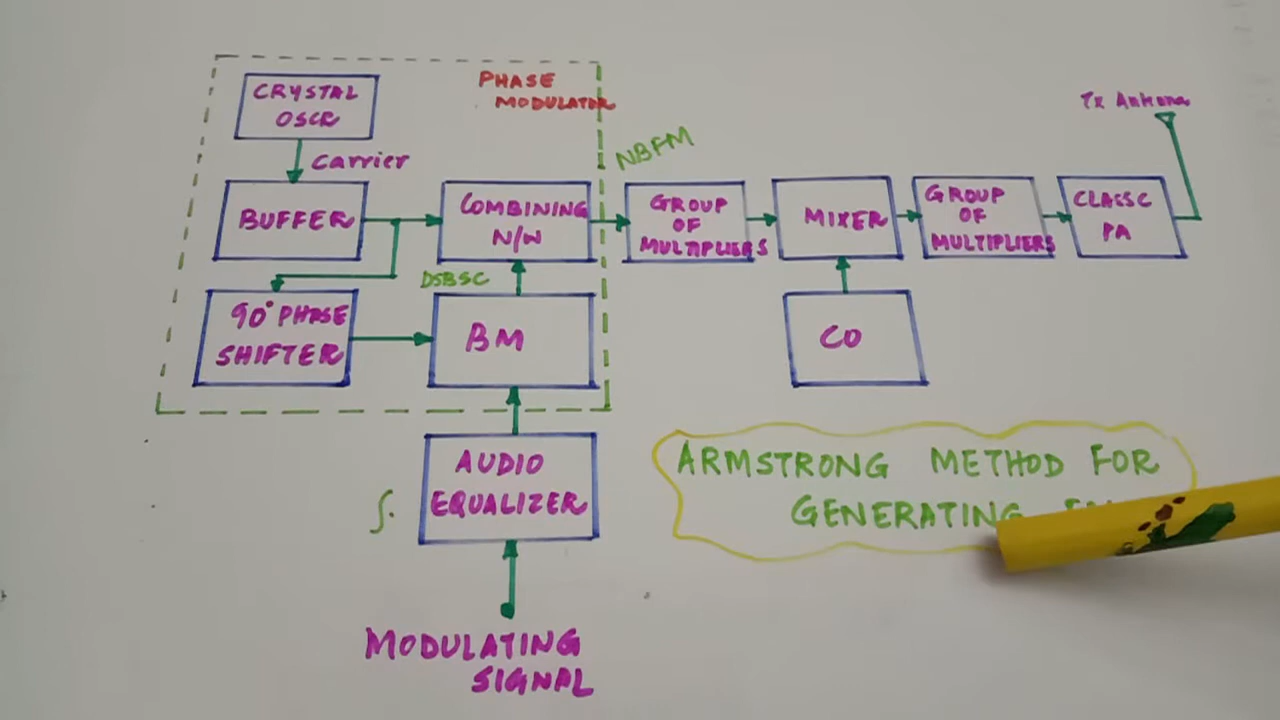 CRYSTAL
OSCR
PHASE
MODULATOR
Carrier
BUFFER
COMBINING
N/W
NBFM
GROUP
OF
MULTIPLIERS
MIXER
GROUP
OF
MULTIPLIERS
CLASS C
PA
Tx Antena
90° PHASE
SHIFTER
DSBSC
BM
CO
AUDIO
EQUALIZER
∫.
MODULATING
SIGNAL
ARMSTRONG METHOD FOR
GENERATING